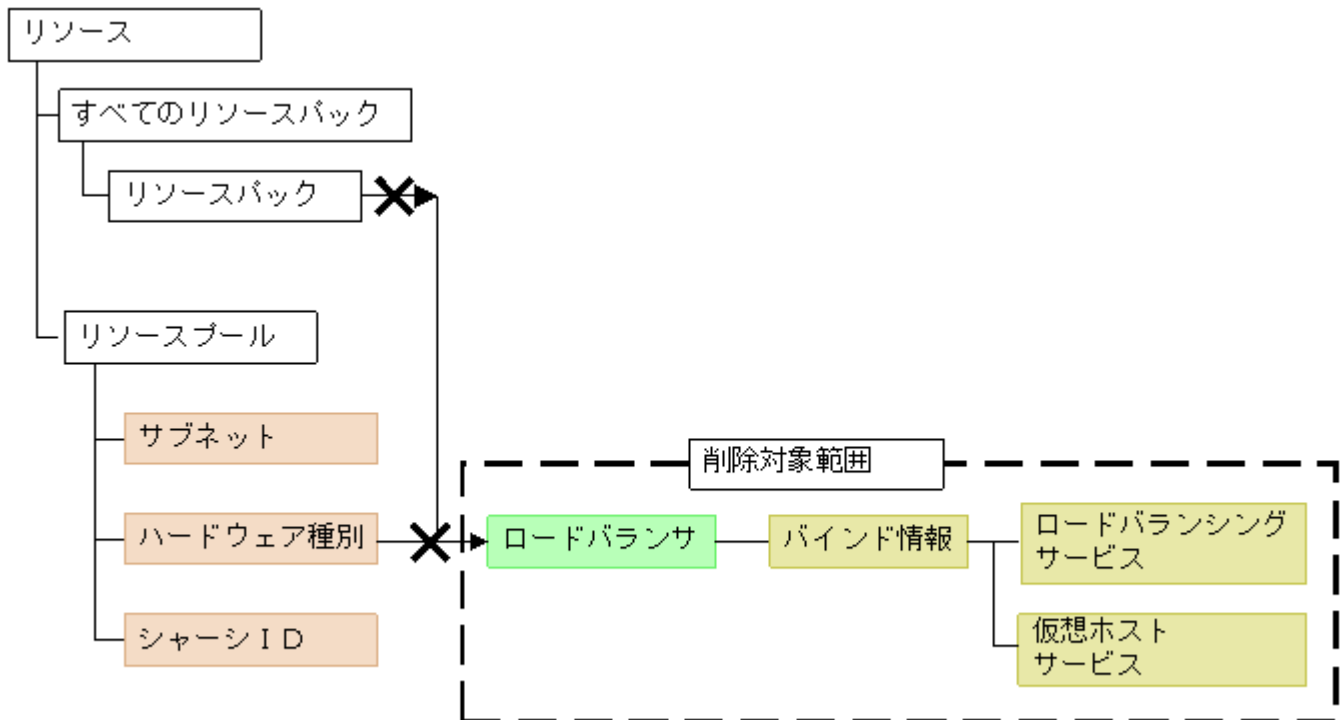 リソース
すべてのリソースパック
リソースパック
リソースプール
サブネット
削除対象範囲
ハードウェア種別
ロードバランサ
バインド情報
ロードバランシング
サービス
シャーシＩＤ
仮想ホスト
サービス